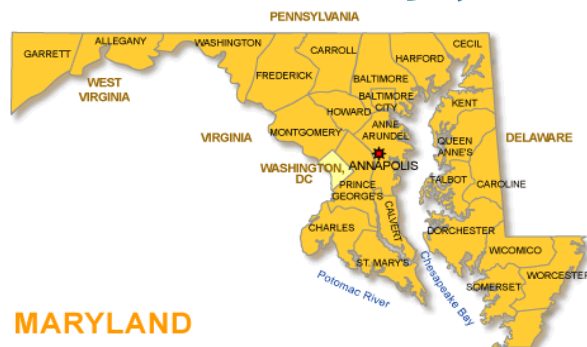 PENNSYLVANIA
GARRETT
ALLEGANY
WASHINGTON
FREDERICK
CARROLL
BALTIMORE
HARFORD
CECIL
WEST
VIRGINIA
BALTIMORE
CITY
KENT
HOWARD
ANNE
ARUNDEL
VIRGINIA
MONTGOMERY
QUEEN
ANNE'S
DELAWARE
WASHINGTON,
DC
ANNAPOLIS
TALBOT
CAROLINE
PRINCE
GEORGE'S
CALVERT
CHARLES
DORCHESTER
ST. MARY'S
WICOMICO
WORCESTER
SOMERSET
Potomac River
Chesapeake Bay
MARYLAND